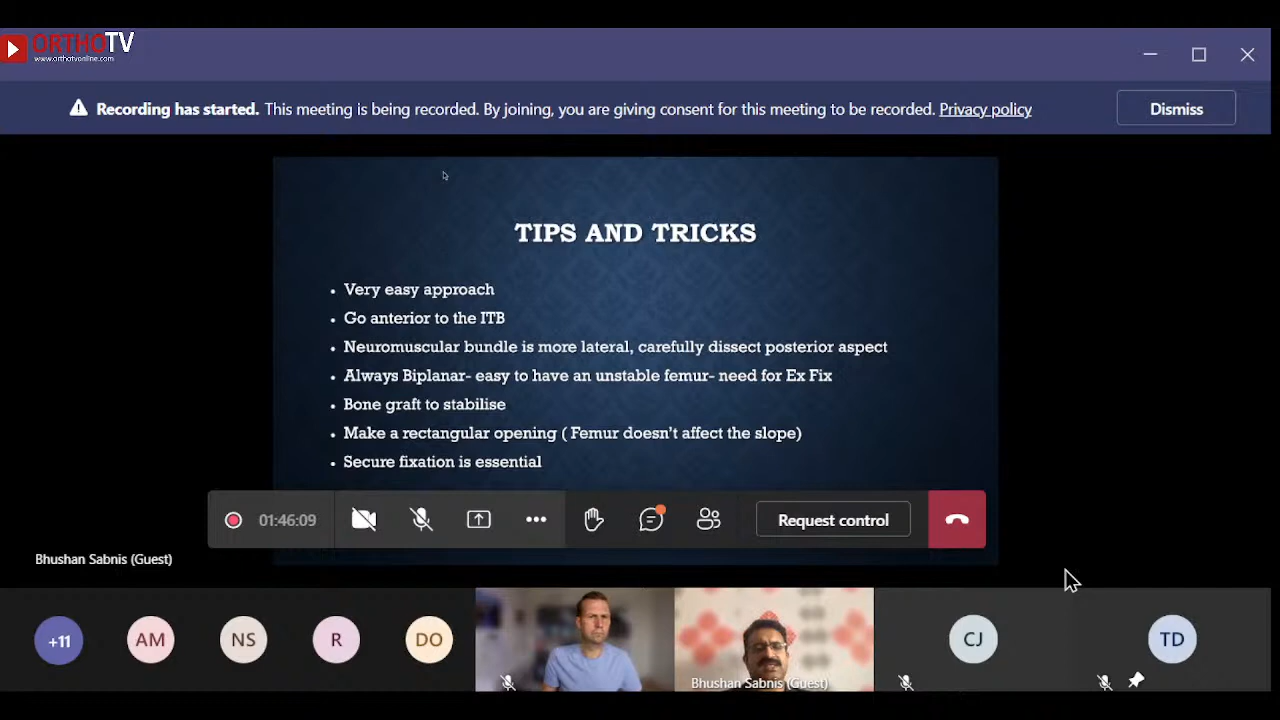 ORTHOTV
www.orthotvonline.com
Recording has started. This meeting is being recorded. By joining, you are giving consent for this meeting to be recorded. Privacy policy
Dismiss
TIPS AND TRICKS
• Very easy approach
• Go anterior to the ITB
• Neuromuscular bundle is more lateral, carefully dissect posterior aspect
• Always Biplanar- easy to have an unstable femur- need for Ex Fix
• Bone graft to stabilise
• Make a rectangular opening ( Femur doesn't affect the slope)
• Secure fixation is essential
01:46:09
Request control
Bhushan Sabnis (Guest)
+11
AM
NS
R
DO
Bhushan Sabnis (Guest)
CJ
TD